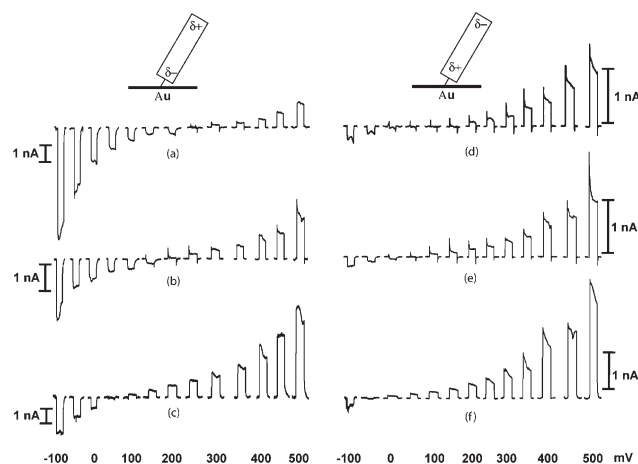 δ+
δ–
Au
1 nA
(a)
1 nA
(b)
1 nA
(c)
-100 0 100 200 300 400 500
δ–
δ+
Au
1 nA
(d)
1 nA
(e)
1 nA
(f)
-100 0 100 200 300 400 500 mV